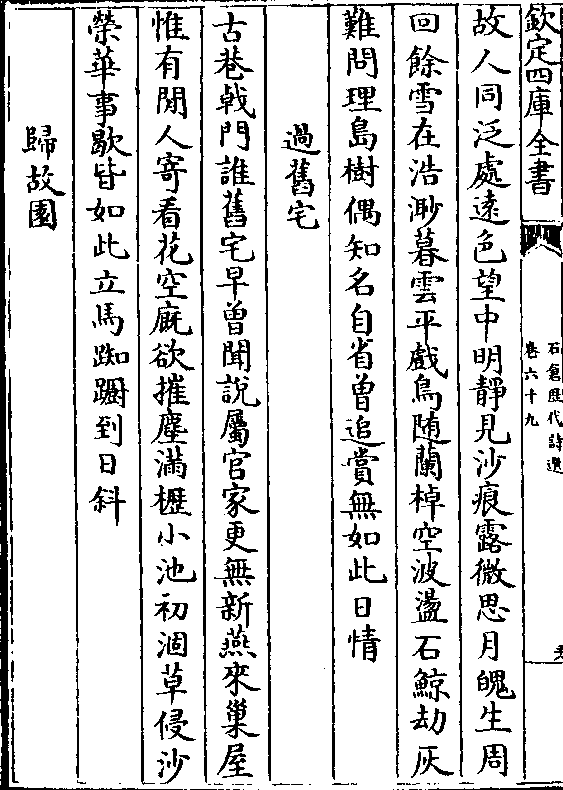 欽定四庫全書
石倉歷代詩選
卷六十九
故人同泛處遠色望中明靜見沙痕露微思月魄生周
回餘雪在浩渺暮雲平戲鳥随蘭棹空波盪石鯨劫灰
難問理島樹偶知名自省曾追賞無如此日情
過舊宅
古巷戟門誰舊宅早曾聞說屬官家更無新燕來巢屋
惟有閒人寄看花空廐欲摧塵滿櫪小池初涸草侵沙
榮華事歇皆如此立馬踟蹰到日斜
歸故園